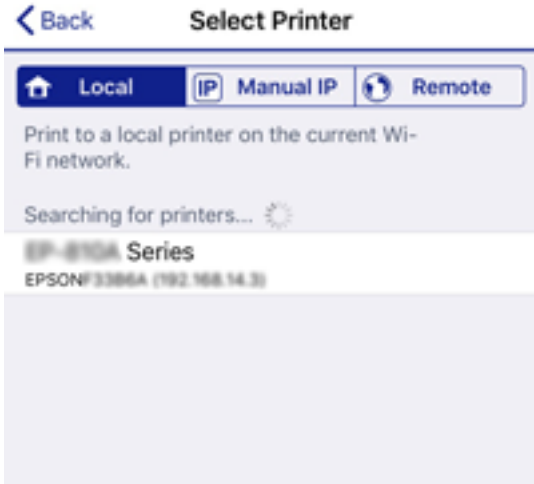 Back
Select Printer
Local
IP Manual IP
Remote
Print to a local printer on the current Wi-
Fi network.
Searching for printers...
Series
EPSON